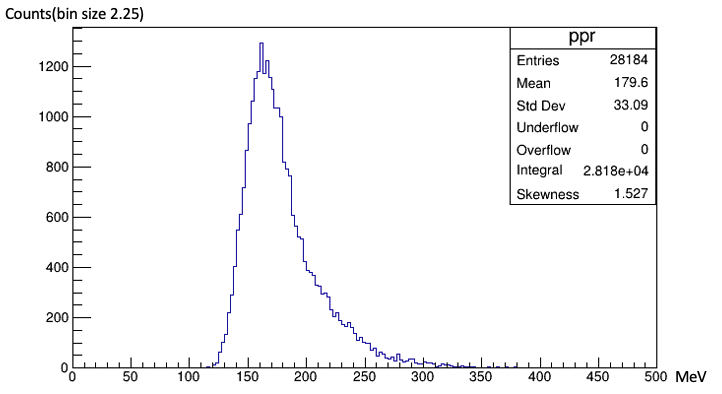 Counts(bin size 2.25)
ppr
Entries 28184
Mean 179.6
Std Dev 33.09
Underflow 0
Overflow 0
Integral 2.818e+04
Skewness 1.527
1200
1000
800
600
400
200
0
0 50 100 150 200 250 300 350 400 450 500 MeV